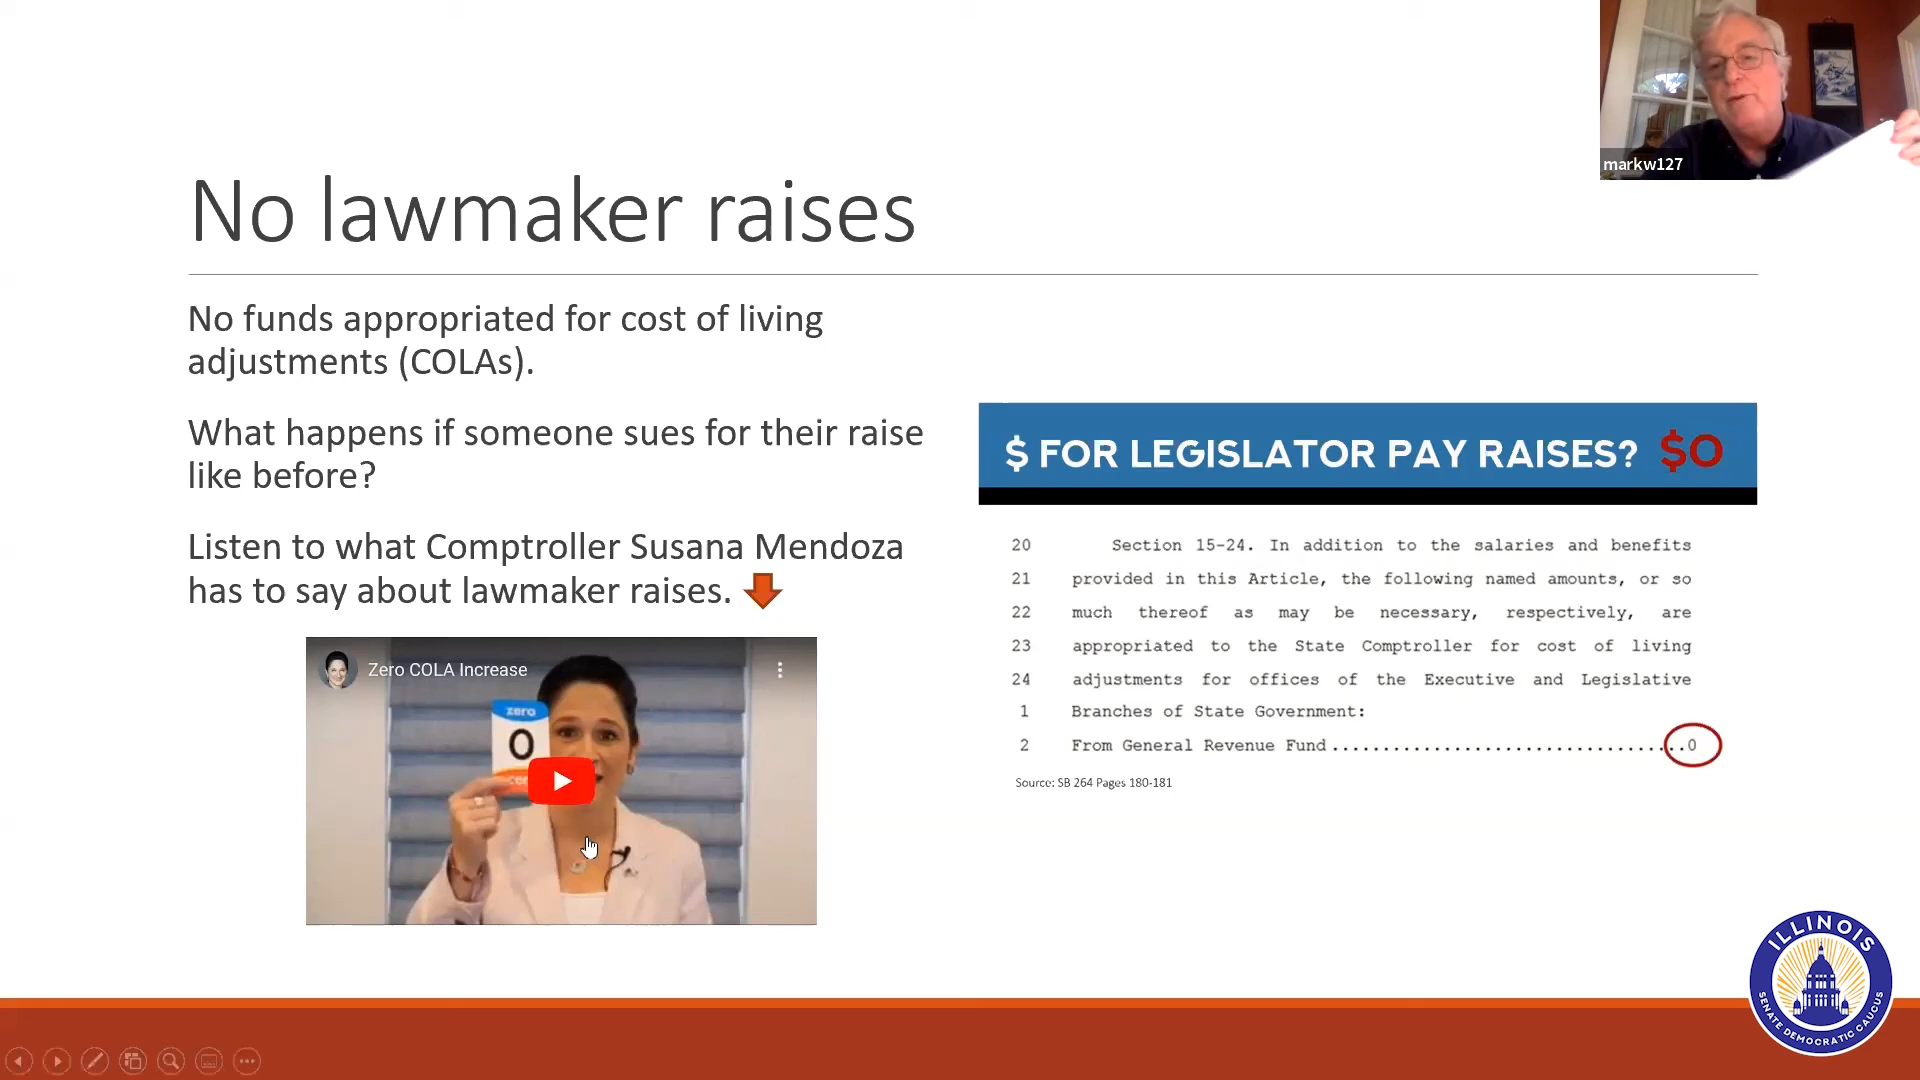 markw127
No lawmaker raises
No funds appropriated for cost of living
adjustments (COLAs).
What happens if someone sues for their raise
like before?
Listen to what Comptroller Susana Mendoza
has to say about lawmaker raises.
Zero COLA Increase
zero
0
$ FOR LEGISLATOR PAY RAISES? $0
20 Section 15-24. In addition to the salaries and benefits
21 provided in this Article, the following named amounts, or so
22 much thereof as may be necessary, respectively, are
23 appropriated to the State Comptroller for cost of living
24 adjustments for offices of the Executive and Legislative
1 Branches of State Government:
2 From General Revenue Fund..................................0
Source: SB 264 Pages 180-181
ILLINOIS
SENATE DEMOCRATIC CAUCUS